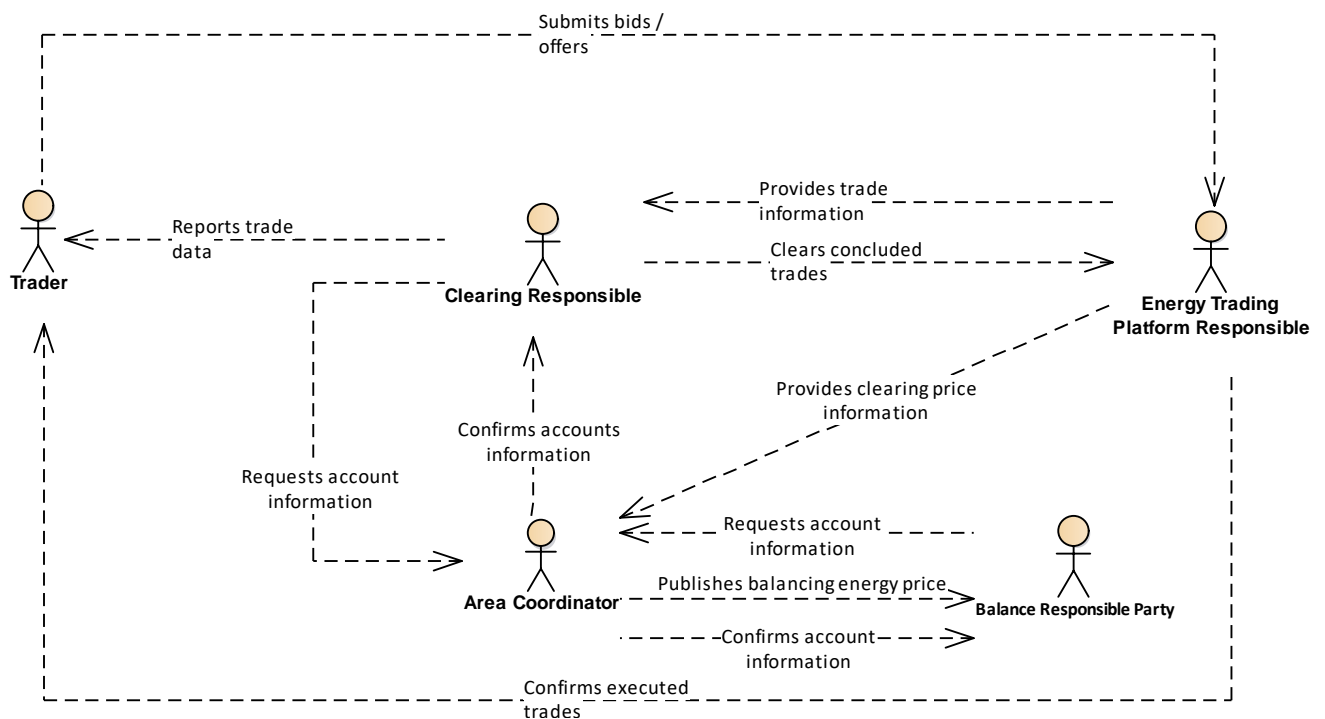 Submits bids /
offers
Provides trade
information
Reports trade
data
Clears concluded
trades
Trader
Clearing Responsible
Energy Trading
Platform Responsible
Provides clearing price
information
Confirms accounts
information
Requests account
information
Requests account
information
Publishes balancing energy price
Area Coordinator
Balance Responsible Party
Confirms account
information
Confirms executed
trades